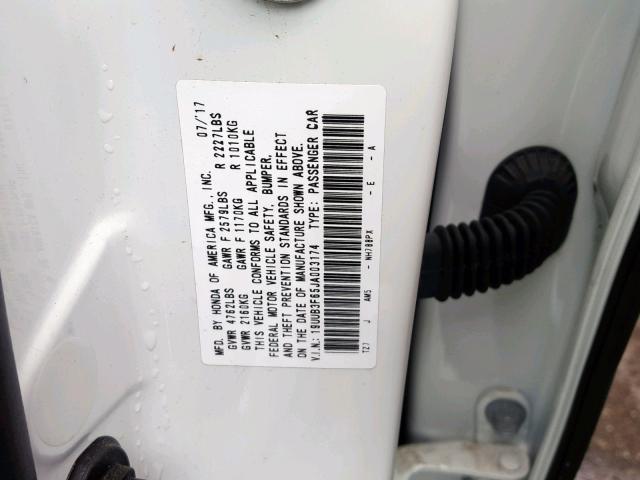 MFD. BY HONDA OF AMERICA MFG., INC. 07/'17
GVWR 4762LBS GAWR F 2579LBS R 2227LBS
GVWR 2160KG GAWR F 1170KG R 1010KG
THIS VEHICLE CONFORMS TO ALL APPLICABLE
FEDERAL MOTOR VEHICLE SAFETY, BUMPER,
AND THEFT PREVENTION STANDARDS IN EFFECT
ON THE DATE OF MANUFACTURE SHOWN ABOVE.
V.I.N.: 19UUB3F65JA003174 TYPE: PASSENGER CAR
TZ7 J AM5 - NH788PX - E - A